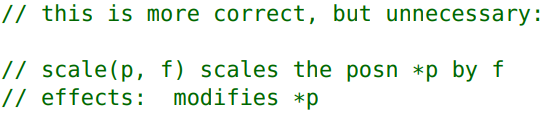 // this is more correct, but unnecessary:
// scale(p, f) scales the posn *p by f
// effects:  modifies *p